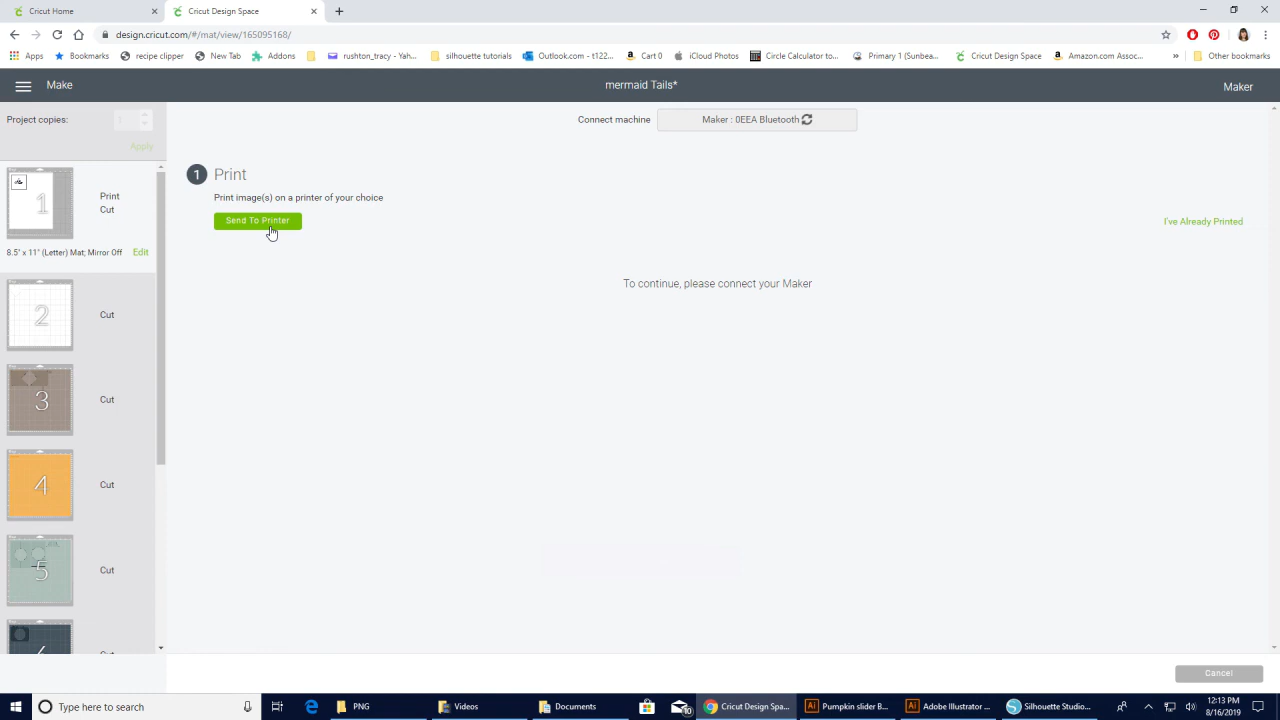 Cricut Home
Cricut Design Space
design.cricut.com/#/mat/view/165095168/
Apps
Bookmarks
recipe clipper
New Tab
Addons
rushton_tracy - Yah...
silhouette tutorials
Outlook.com - t122...
Cart 0
iCloud Photos
Circle Calculator to...
Primary 1 (Sunbea...
Cricut Design Space
Amazon.com Assoc...
»
Other bookmarks
Make
mermaid Tails*
Maker
Project copies:
1
Apply
Connect machine
Maker : 0EEA Bluetooth
1
Print
Print image(s) on a printer of your choice
Send To Printer
I've Already Printed
To continue, please connect your Maker
1
Print
Cut
8.5" x 11" (Letter) Mat; Mirror Off
Edit
2
Cut
3
Cut
4
Cut
5
Cut
Cancel
Type here to search
PNG
Videos
Documents
10
Cricut Design Spa...
Pumpkin slider B...
Adobe Illustrator ...
Silhouette Studio...
12:13 PM
8/16/2019